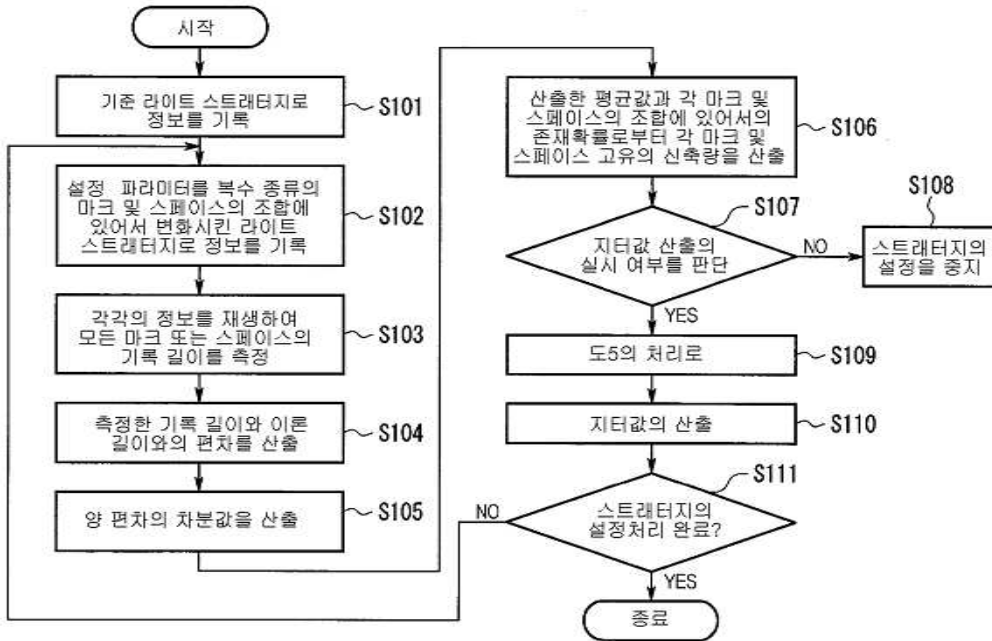 시작
기준 라이트 스트래터지로
정보를 기록
S101
설정 파라미터를 복수 종류의
마크 및 스페이스의 조합에
있어서 변화시킨 라이트
스트래터지로 정보를 기록
S102
각각의 정보를 재생하여
모든 마크 또는 스페이스의
기록 길이를 측정
S103
측정한 기록 길이와 이론
길이와의 편차를 산출
S104
양 편차의 차분값을 산출
S105
산출한 평균값과 각 마크 및
스페이스의 조합에 있어서의
존재확률로부터 각 마크 및
스페이스 고유의 신축량을 산출
S106
지터값 산출의
실시 여부를 판단
S107
NO
스트래터지의
설정을 중지
S108
YES
도5의 처리로
S109
지터값의 산출
S110
스트래터지의
설정처리 완료?
S111
NO
YES
종료